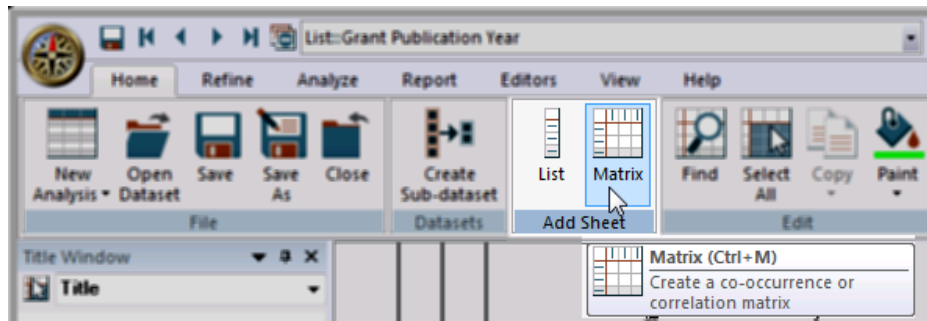 List::Grant Publication Year
Home Refine Analyze Report Editors View Help
New Analysis
Open Dataset
Save
Save As
Close
File
Create Sub-dataset
Datasets
List
Matrix
Add Sheet
Find
Select All
Copy
Paint
Edit
Title Window
Title
Matrix (Ctrl+M)
Create a co-occurrence or
correlation matrix